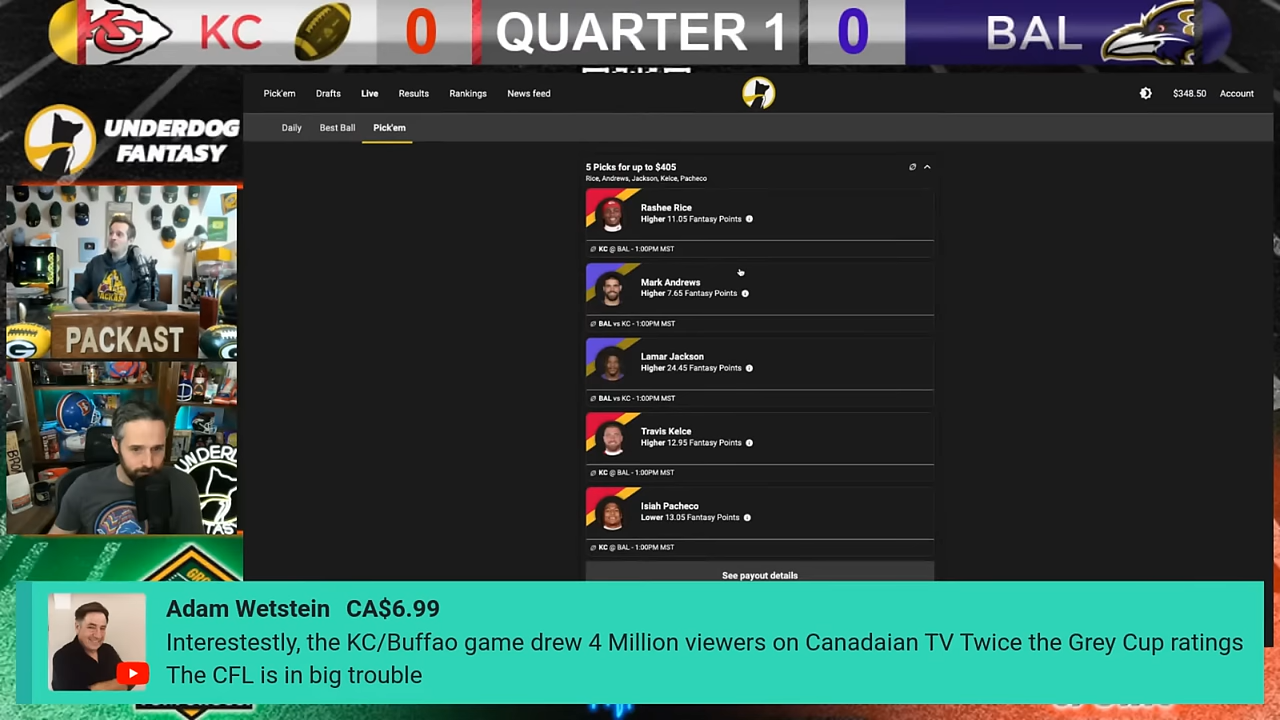 KC 0 QUARTER 1 0 BAL
UNDERDOG
FANTASY
Pick'em Drafts Live Results Rankings News feed $348.50 Account
Daily Best Ball Pick'em
5 Picks for up to $405
Rice, Andrews, Jackson, Kelce, Pacheco
Rashee Rice
Higher 11.05 Fantasy Points
KC @ BAL - 1:00PM MST
Mark Andrews
Higher 7.65 Fantasy Points
BAL vs KC - 1:00PM MST
Lamar Jackson
Higher 24.45 Fantasy Points
BAL vs KC - 1:00PM MST
Travis Kelce
Higher 12.95 Fantasy Points
KC @ BAL - 1:00PM MST
Isiah Pacheco
Lower 13.05 Fantasy Points
KC @ BAL - 1:00PM MST
See payout details
PACKAST
Adam Wetstein CA$6.99
Interestestly, the KC/Buffao game drew 4 Million viewers on Canadaian TV Twice the Grey Cup ratings
The CFL is in big trouble